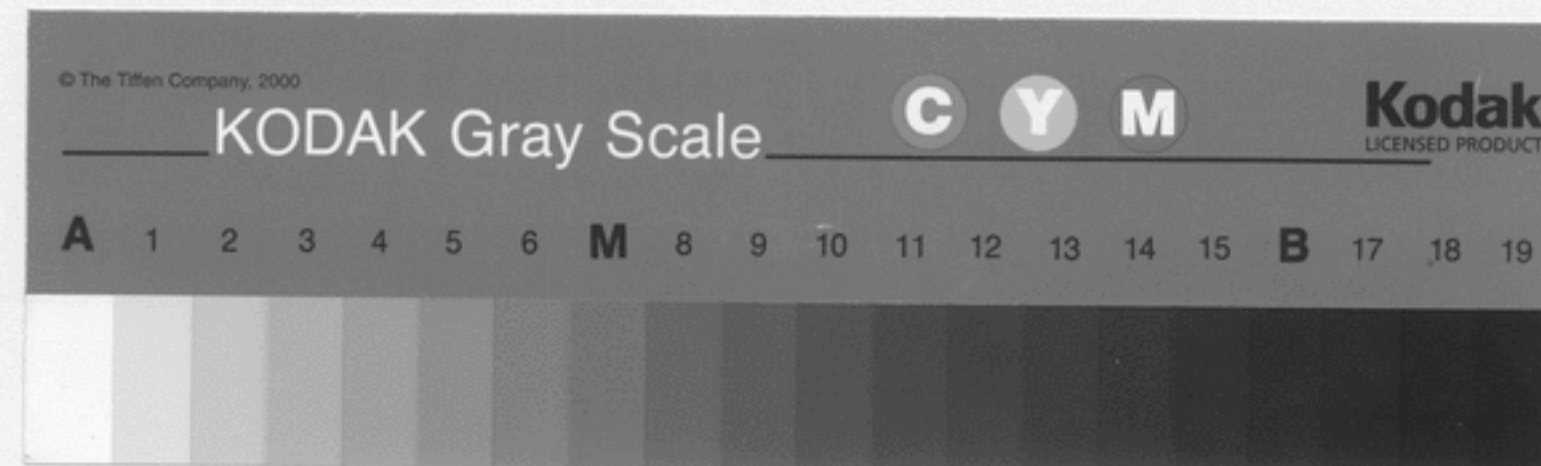 © The Tiffen Company, 2000
KODAK Gray Scale
C Y M
Kodak
LICENSED PRODUCT
A 1 2 3 4 5 6 M 8 9 10 11 12 13 14 15 B 17 18 19